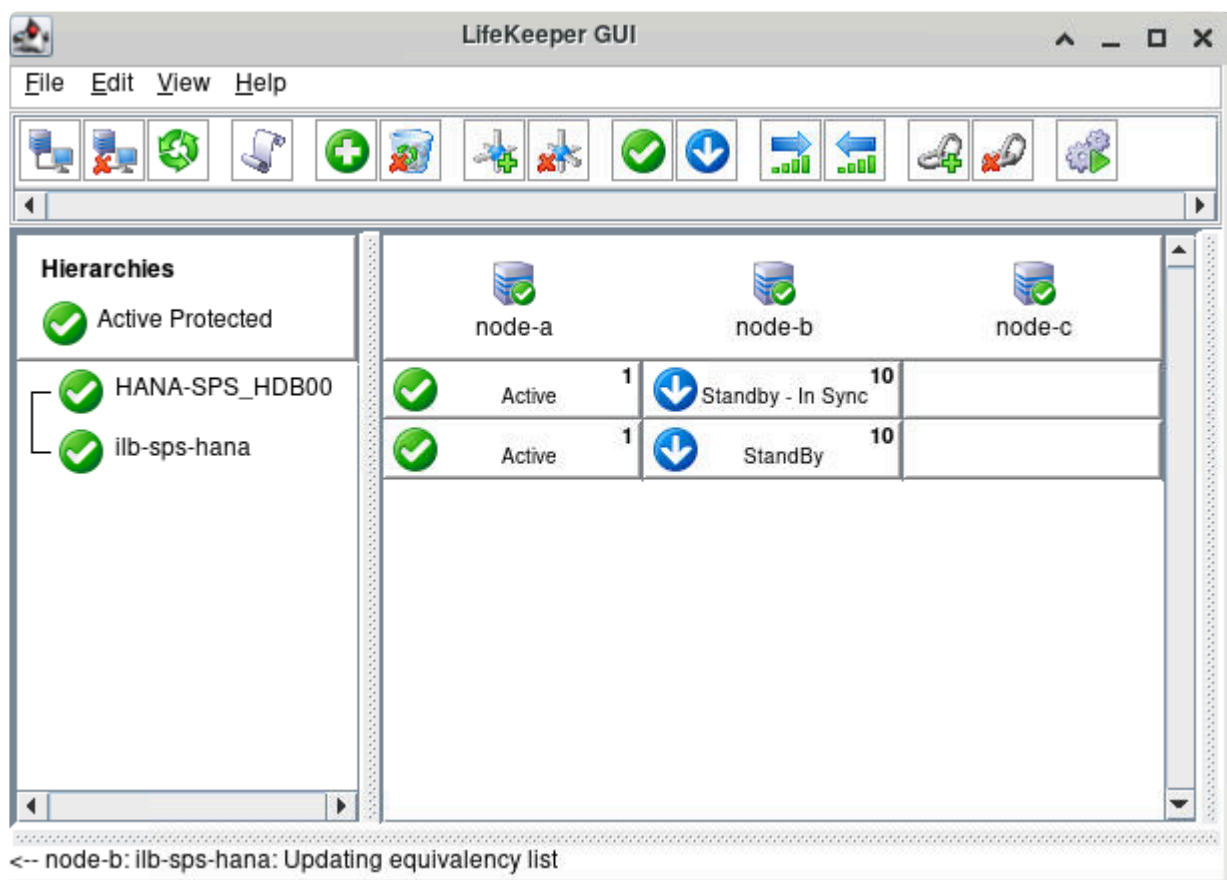 LifeKeeper GUI
File Edit View Help
Hierarchies
Active Protected
node-a node-b node-c
HANA-SPS_HDB00 Active 1 Standby - In Sync 10
ilb-sps-hana Active 1 StandBy 10
<-- node-b: ilb-sps-hana: Updating equivalency list